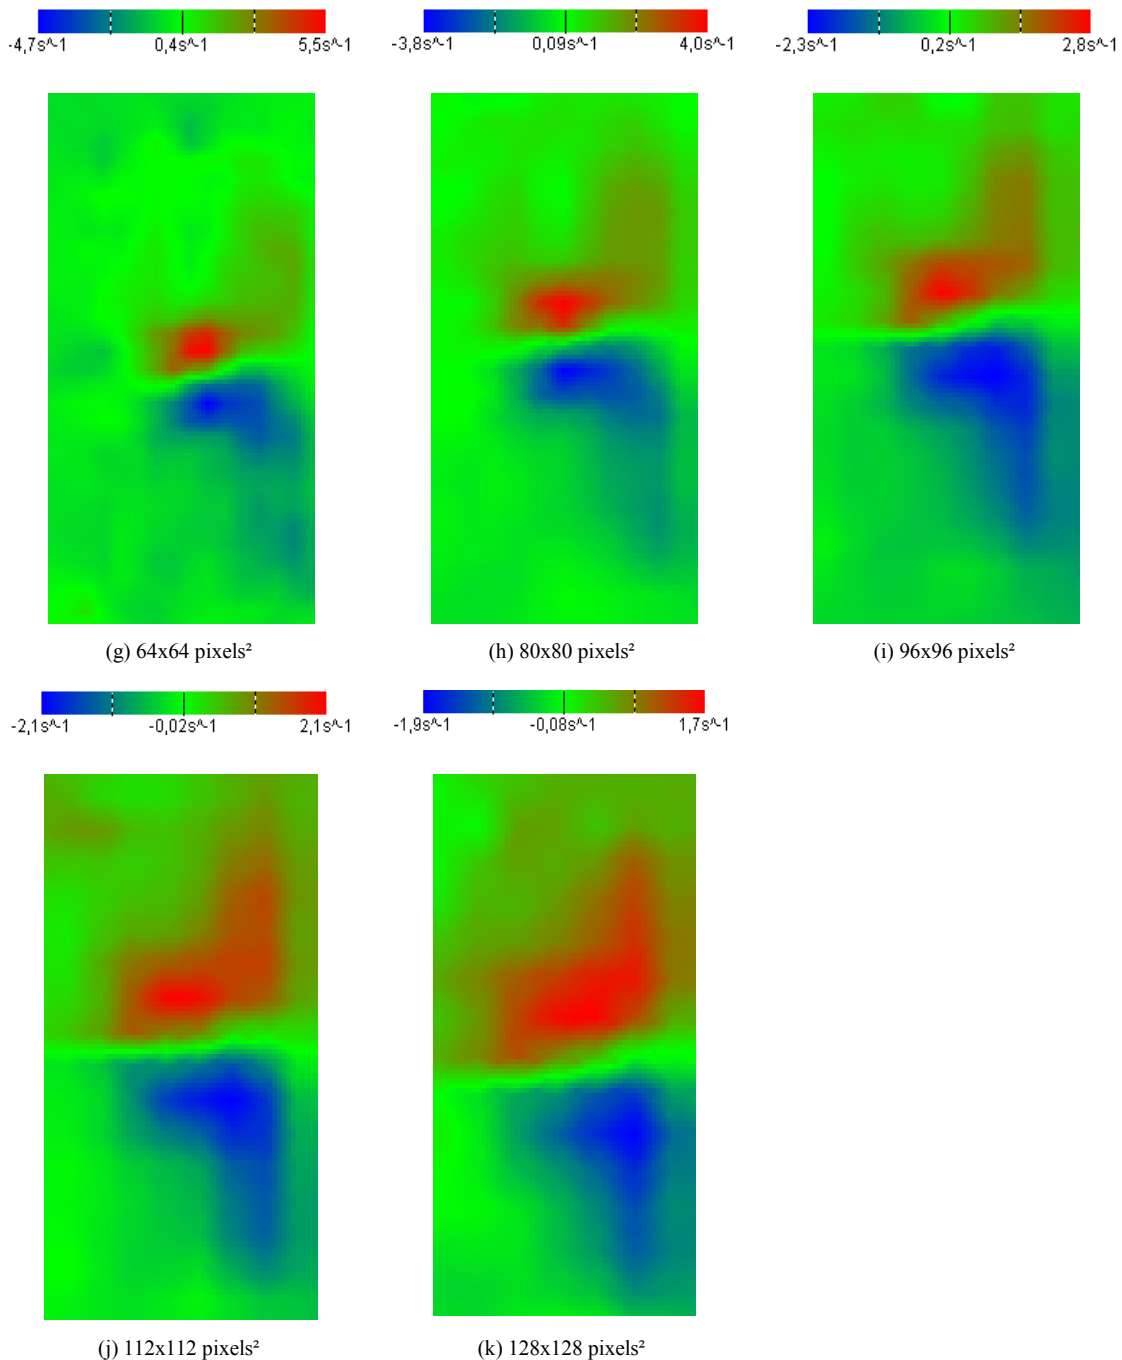 -4,7s^-1 0,4s^-1 5,5s^-1 -3,8s^-1 0,09s^-1 4,0s^-1 -2,3s^-1 0,2s^-1 2,8s^-1
(g) 64x64 pixels² (h) 80x80 pixels² (i) 96x96 pixels²
-2,1s^-1 -0,02s^-1 2,1s^-1 -1,9s^-1 -0,08s^-1 1,7s^-1
(j) 112x112 pixels² (k) 128x128 pixels²